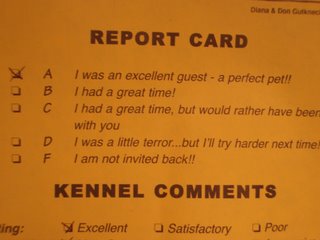 Diana & Don Gutknech
REPORT CARD
A I was an excellent guest - a perfect pet!!
B I had a great time!
C I had a great time, but would rather have been
with you
D I was a little terror...but I'll try harder next time!
F I am not invited back!!
KENNEL COMMENTS
ting: Excellent Satisfactory Poor